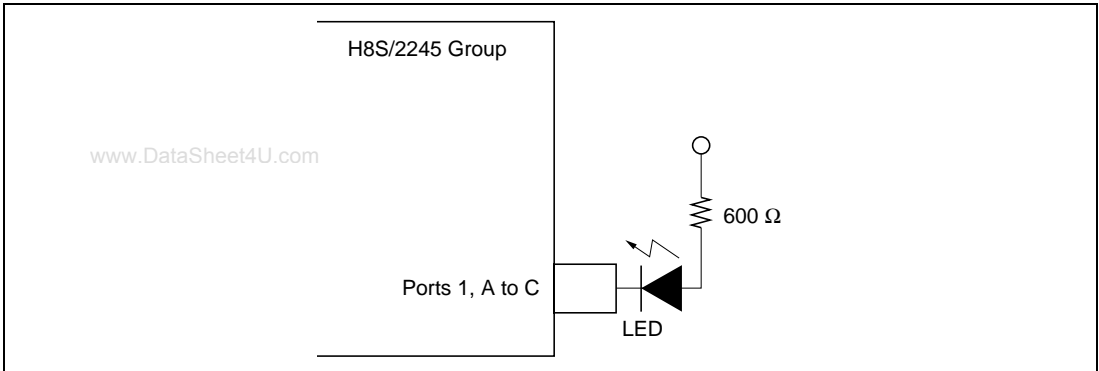 H8S/2245 Group
www.DataSheet4U.com
600 Ω
Ports 1, A to C
LED